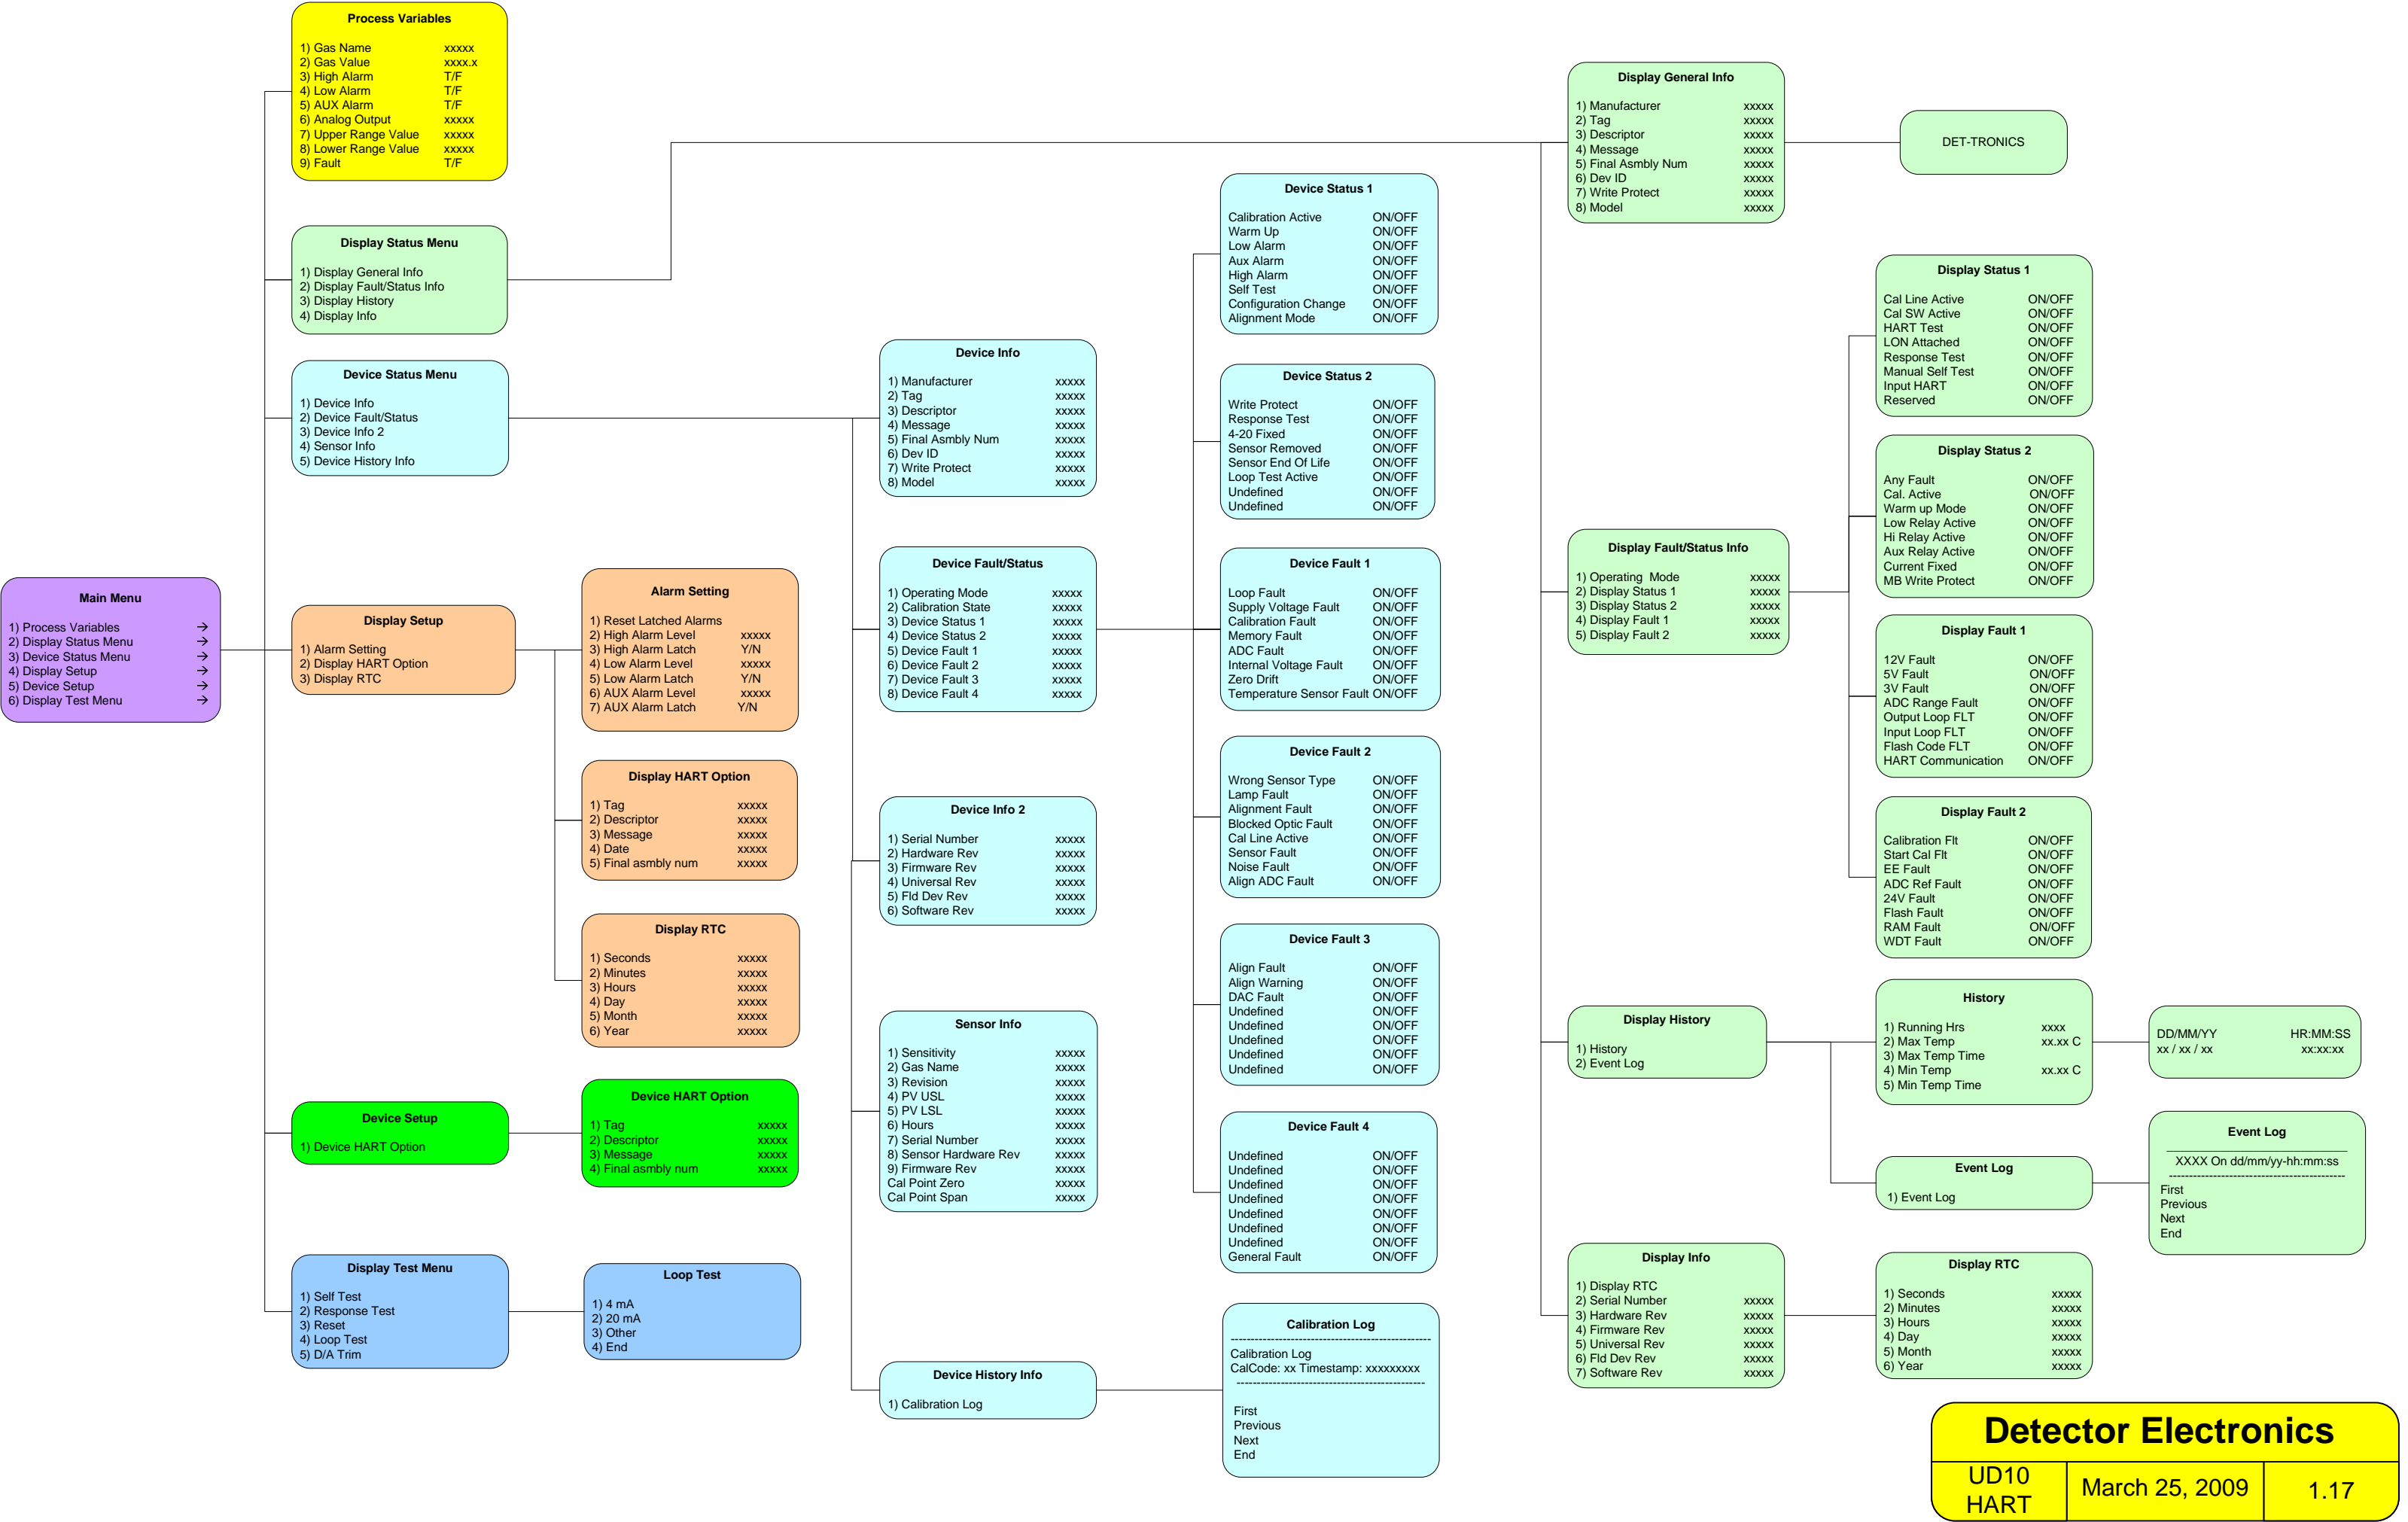 Process Variables
1) Gas Name xxxxx
2) Gas Value xxxx.x
3) High Alarm T/F
4) Low Alarm T/F
5) AUX Alarm T/F
6) Analog Output xxxxx
7) Upper Range Value xxxxx
8) Lower Range Value xxxxx
9) Fault T/F
Display Status Menu
1) Display General Info
2) Display Fault/Status Info
3) Display History
4) Display Info
Device Status Menu
1) Device Info
2) Device Fault/Status
3) Device Info 2
4) Sensor Info
5) Device History Info
Main Menu
1) Process Variables →
2) Display Status Menu →
3) Device Status Menu →
4) Display Setup →
5) Device Setup →
6) Display Test Menu →
Display Setup
1) Alarm Setting
2) Display HART Option
3) Display RTC
Device Setup
1) Device HART Option
Display Test Menu
1) Self Test
2) Response Test
3) Reset
4) Loop Test
5) D/A Trim
Alarm Setting
1) Reset Latched Alarms
2) High Alarm Level xxxxx
3) High Alarm Latch Y/N
4) Low Alarm Level xxxxx
5) Low Alarm Latch Y/N
6) AUX Alarm Level xxxxx
7) AUX Alarm Latch Y/N
Display HART Option
1) Tag xxxxx
2) Descriptor xxxxx
3) Message xxxxx
4) Date xxxxx
5) Final asmbly num xxxxx
Display RTC
1) Seconds xxxxx
2) Minutes xxxxx
3) Hours xxxxx
4) Day xxxxx
5) Month xxxxx
6) Year xxxxx
Device HART Option
1) Tag xxxxx
2) Descriptor xxxxx
3) Message xxxxx
4) Final asmbly num xxxxx
Loop Test
1) 4 mA
2) 20 mA
3) Other
4) End
Device Info
1) Manufacturer xxxxx
2) Tag xxxxx
3) Descriptor xxxxx
4) Message xxxxx
5) Final Asmbly Num xxxxx
6) Dev ID xxxxx
7) Write Protect xxxxx
8) Model xxxxx
Device Fault/Status
1) Operating Mode xxxxx
2) Calibration State xxxxx
3) Device Status 1 xxxxx
4) Device Status 2 xxxxx
5) Device Fault 1 xxxxx
6) Device Fault 2 xxxxx
7) Device Fault 3 xxxxx
8) Device Fault 4 xxxxx
Device Info 2
1) Serial Number xxxxx
2) Hardware Rev xxxxx
3) Firmware Rev xxxxx
4) Universal Rev xxxxx
5) Fld Dev Rev xxxxx
6) Software Rev xxxxx
Sensor Info
1) Sensitivity xxxxx
2) Gas Name xxxxx
3) Revision xxxxx
4) PV USL xxxxx
5) PV LSL xxxxx
6) Hours xxxxx
7) Serial Number xxxxx
8) Sensor Hardware Rev xxxxx
9) Firmware Rev xxxxx
Cal Point Zero xxxxx
Cal Point Span xxxxx
Device History Info
1) Calibration Log
Device Status 1
Calibration Active ON/OFF
Warm Up ON/OFF
Low Alarm ON/OFF
Aux Alarm ON/OFF
High Alarm ON/OFF
Self Test ON/OFF
Configuration Change ON/OFF
Alignment Mode ON/OFF
Device Status 2
Write Protect ON/OFF
Response Test ON/OFF
4-20 Fixed ON/OFF
Sensor Removed ON/OFF
Sensor End Of Life ON/OFF
Loop Test Active ON/OFF
Undefined ON/OFF
Undefined ON/OFF
Device Fault 1
Loop Fault ON/OFF
Supply Voltage Fault ON/OFF
Calibration Fault ON/OFF
Memory Fault ON/OFF
ADC Fault ON/OFF
Internal Voltage Fault ON/OFF
Zero Drift ON/OFF
Temperature Sensor Fault ON/OFF
Device Fault 2
Wrong Sensor Type ON/OFF
Lamp Fault ON/OFF
Alignment Fault ON/OFF
Blocked Optic Fault ON/OFF
Cal Line Active ON/OFF
Sensor Fault ON/OFF
Noise Fault ON/OFF
Align ADC Fault ON/OFF
Device Fault 3
Align Fault ON/OFF
Align Warning ON/OFF
DAC Fault ON/OFF
Undefined ON/OFF
Undefined ON/OFF
Undefined ON/OFF
Undefined ON/OFF
Undefined ON/OFF
Device Fault 4
Undefined ON/OFF
Undefined ON/OFF
Undefined ON/OFF
Undefined ON/OFF
Undefined ON/OFF
Undefined ON/OFF
Undefined ON/OFF
General Fault ON/OFF
Calibration Log
--------------------------------------------------
Calibration Log
CalCode: xx Timestamp: xxxxxxxxx
-----------------------------------------------
First
Previous
Next
End
Display General Info
1) Manufacturer xxxxx
2) Tag xxxxx
3) Descriptor xxxxx
4) Message xxxxx
5) Final Asmbly Num xxxxx
6) Dev ID xxxxx
7) Write Protect xxxxx
8) Model xxxxx
DET-TRONICS
Display Fault/Status Info
1) Operating Mode xxxxx
2) Display Status 1 xxxxx
3) Display Status 2 xxxxx
4) Display Fault 1 xxxxx
5) Display Fault 2 xxxxx
Display History
1) History
2) Event Log
Display Info
1) Display RTC
2) Serial Number xxxxx
3) Hardware Rev xxxxx
4) Firmware Rev xxxxx
5) Universal Rev xxxxx
6) Fld Dev Rev xxxxx
7) Software Rev xxxxx
Display Status 1
Cal Line Active ON/OFF
Cal SW Active ON/OFF
HART Test ON/OFF
LON Attached ON/OFF
Response Test ON/OFF
Manual Self Test ON/OFF
Input HART ON/OFF
Reserved ON/OFF
Display Status 2
Any Fault ON/OFF
Cal. Active ON/OFF
Warm up Mode ON/OFF
Low Relay Active ON/OFF
Hi Relay Active ON/OFF
Aux Relay Active ON/OFF
Current Fixed ON/OFF
MB Write Protect ON/OFF
Display Fault 1
12V Fault ON/OFF
5V Fault ON/OFF
3V Fault ON/OFF
ADC Range Fault ON/OFF
Output Loop FLT ON/OFF
Input Loop FLT ON/OFF
Flash Code FLT ON/OFF
HART Communication ON/OFF
Display Fault 2
Calibration Flt ON/OFF
Start Cal Flt ON/OFF
EE Fault ON/OFF
ADC Ref Fault ON/OFF
24V Fault ON/OFF
Flash Fault ON/OFF
RAM Fault ON/OFF
WDT Fault ON/OFF
History
1) Running Hrs xxxx
2) Max Temp xx.xx C
3) Max Temp Time
4) Min Temp xx.xx C
5) Min Temp Time
DD/MM/YY HR:MM:SS
xx / xx / xx xx:xx:xx
Event Log
1) Event Log
Event Log
XXXX On dd/mm/yy-hh:mm:ss
--------------------------------------------
First
Previous
Next
End
Display RTC
1) Seconds xxxxx
2) Minutes xxxxx
3) Hours xxxxx
4) Day xxxxx
5) Month xxxxx
6) Year xxxxx
Detector Electronics
UD10
HART
March 25, 2009
1.17